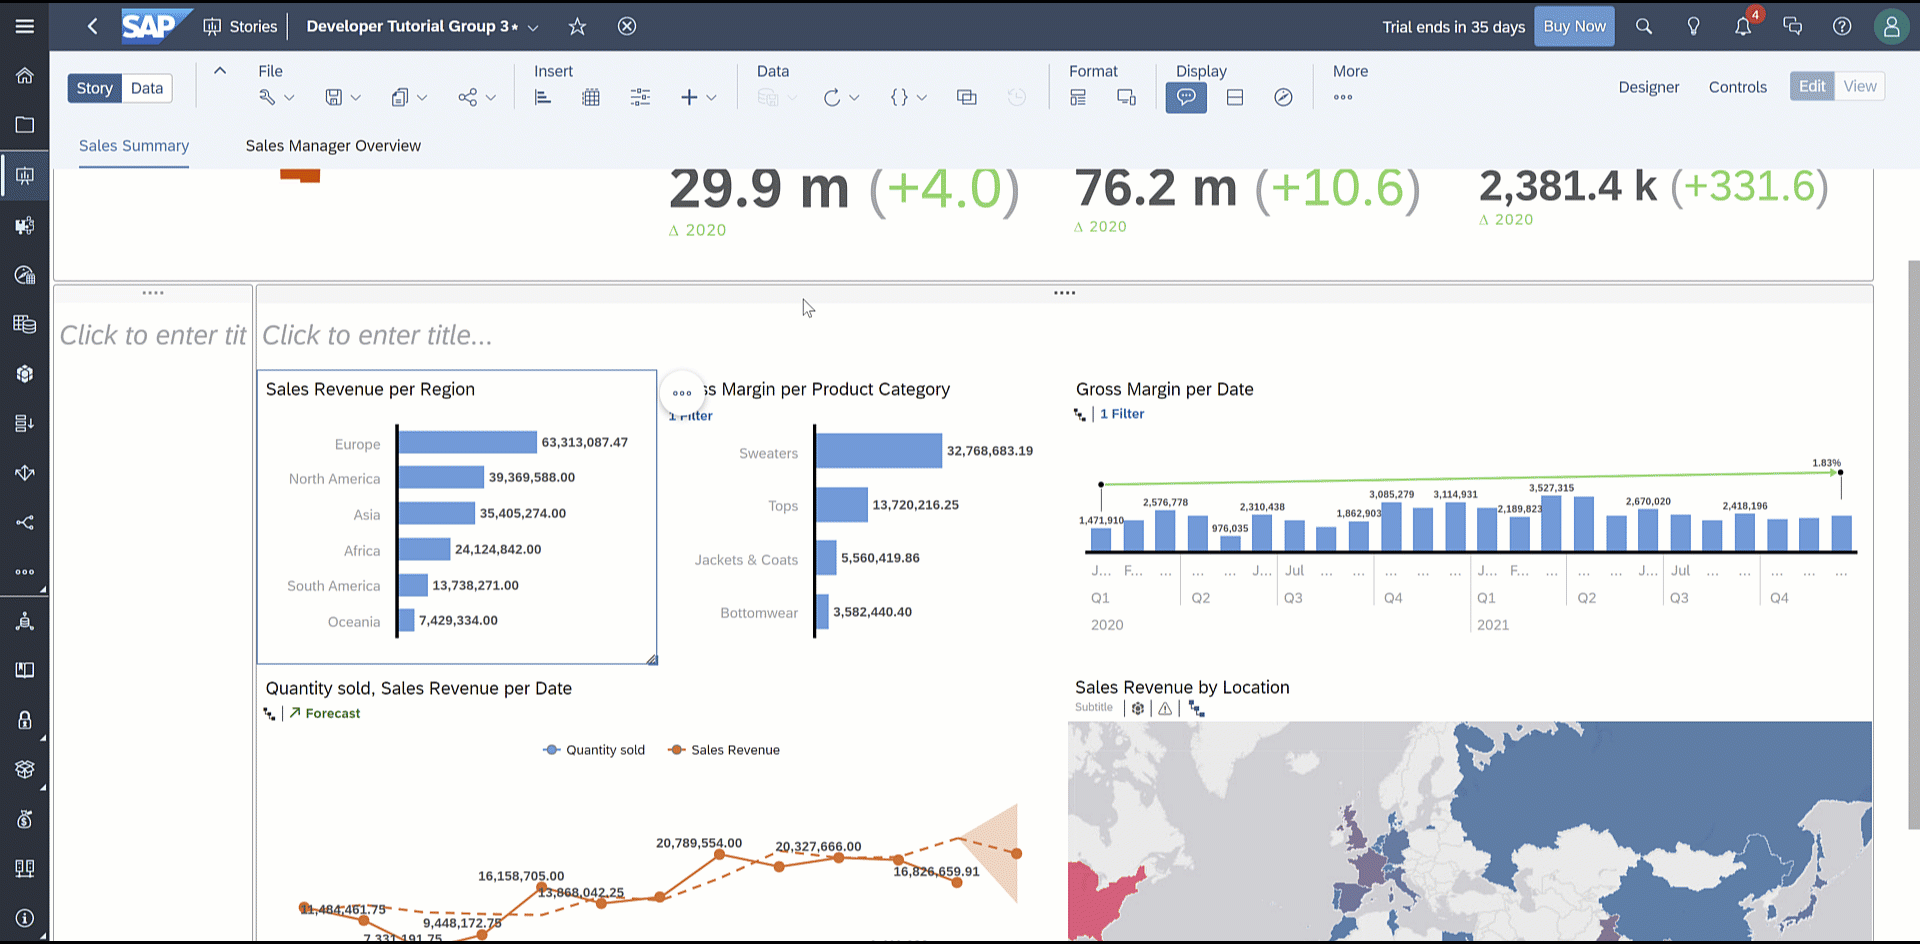 SAP Stories Developer Tutorial Group 3*
Trial ends in 35 days Buy Now 4
Story Data
File Insert Data Format Display More
Designer Controls Edit View
Sales Summary Sales Manager Overview
29.9 m (+4.0) 76.2 m (+10.6) 2,381.4 k (+331.6)
Δ 2020 Δ 2020 Δ 2020
Click to enter tit Click to enter title...
Sales Revenue per Region
Europe 63,313,087.47
North America 39,369,588.00
Asia 35,405,274.00
Africa 24,124,842.00
South America 13,738,271.00
Oceania 7,429,334.00
ss Margin per Product Category
1 Filter
Sweaters 32,768,683.19
Tops 13,720,216.25
Jackets & Coats 5,560,419.86
Bottomwear 3,582,440.40
Gross Margin per Date
1 Filter
1.83%
1,471,910 2,576,778 976,035 2,310,438 1,862,903 3,085,279 3,114,931 2,189,823 3,527,315 2,670,020 2,418,196
J... F... ... ... ... J... Jul ... ... ... ... ... J... F... ... ... ... J... Jul ... ... ... ... ...
Q1 Q2 Q3 Q4 Q1 Q2 Q3 Q4
2020 2021
Quantity sold, Sales Revenue per Date
Forecast
Quantity sold Sales Revenue
11,484,461.75 7,331,191.75 9,448,172.75 16,158,705.00 13,868,042.25 20,789,554.00 20,327,666.00 16,826,659.91
Sales Revenue by Location
Subtitle